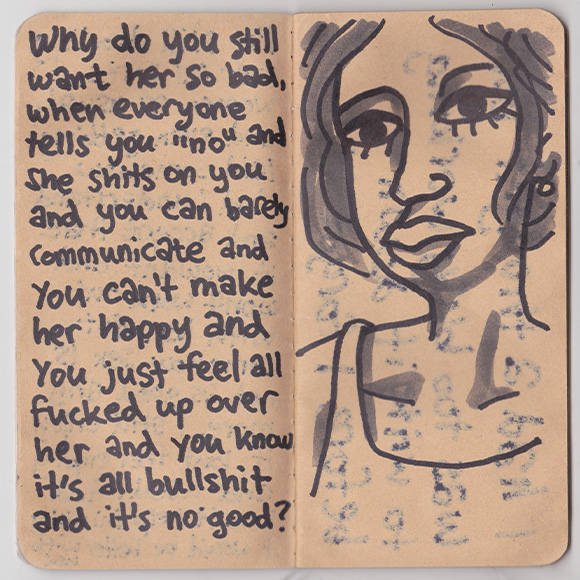 Why do you still
want her so bad,
when everyone
tells you "no" and
she shits on you
and you can barely
communicate and
you can't make
her happy and
you just feel all
fucked up over
her and you know
it's all bullshit
and it's no good?